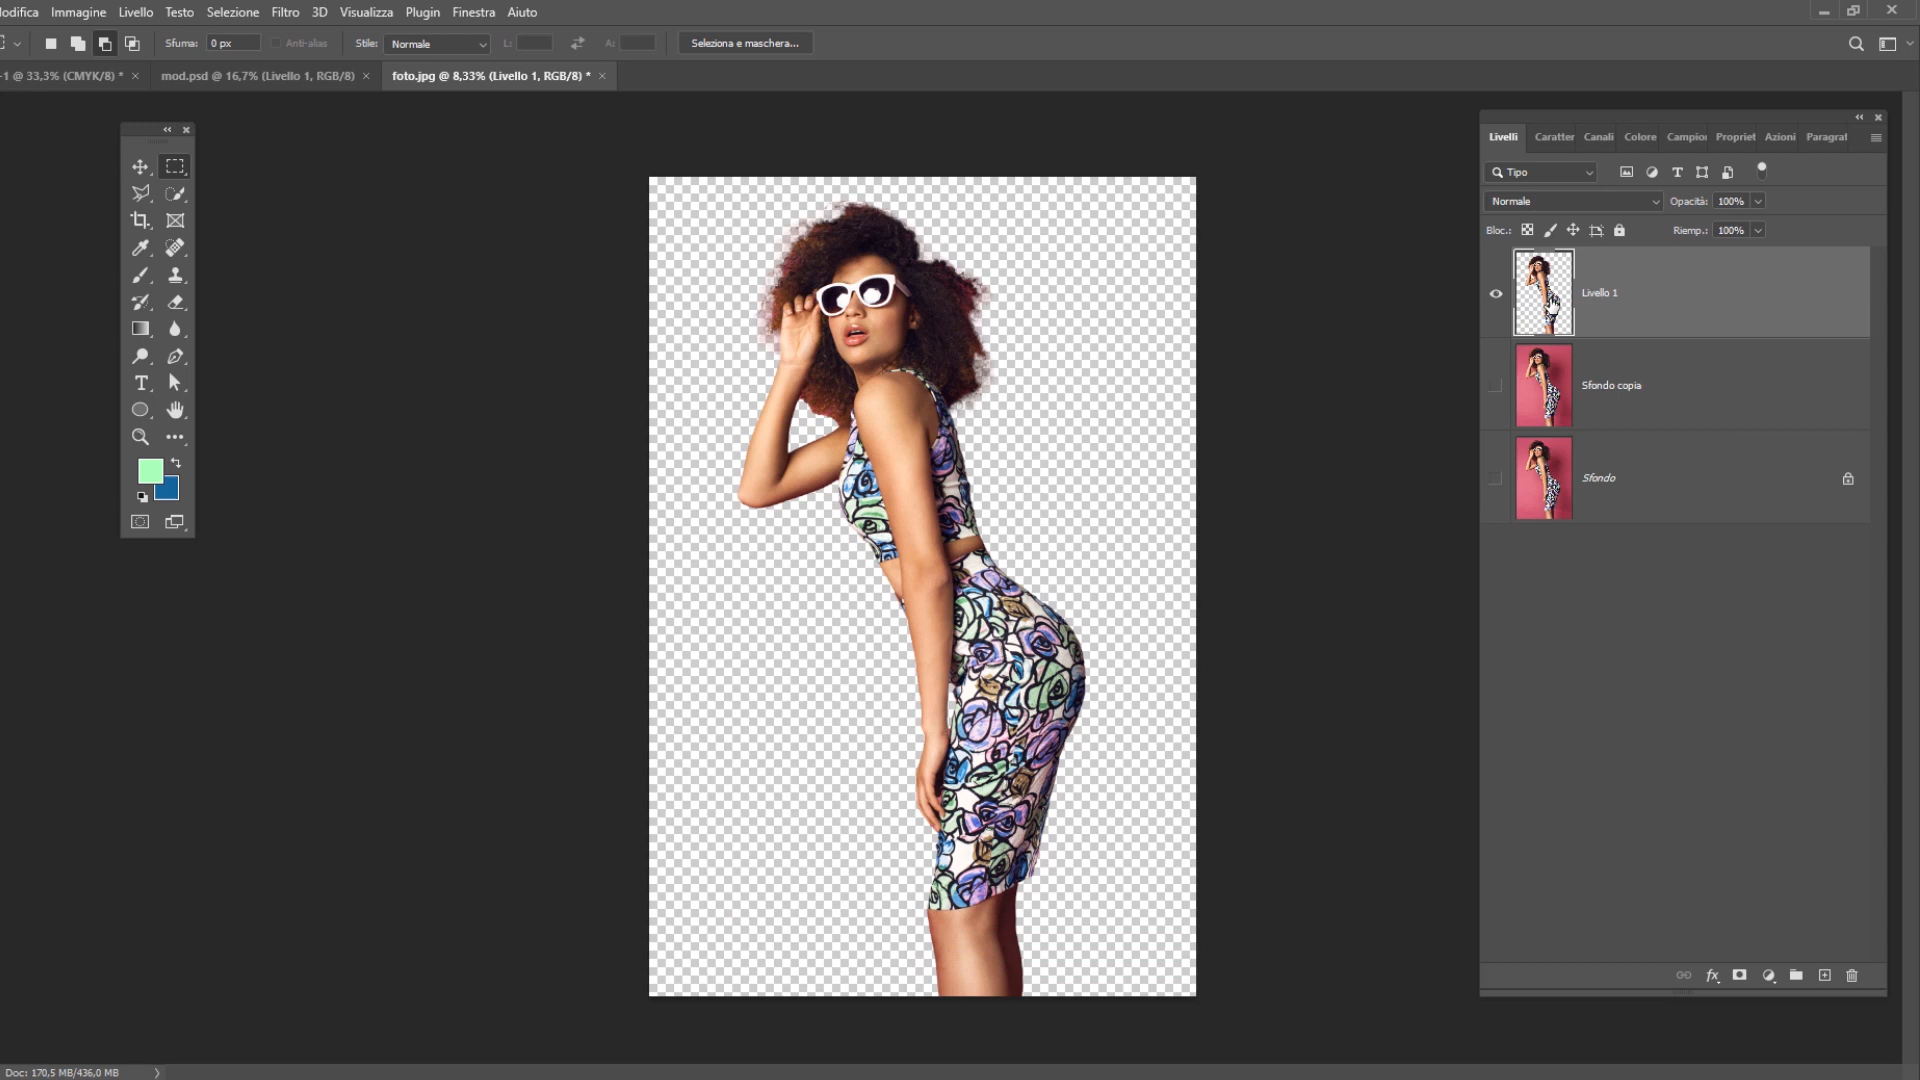 Immagine Livello Testo Selezione Filtro 3D Visualizza Plugin Finestra Aiuto
Sfuma: 0 px Anti-alias Stile: Normale L: A: Seleziona e maschera...
-1 @ 33,3% (CMYK/8) * × mod.psd @ 16,7% (Livello 1, RGB/8) × foto.jpg @ 8,33% (Livello 1, RGB/8) * ×
Livelli Caratter Canali Colore Campior Propriet Azioni Paragraf
Tipo
Normale Opacità: 100%
Bloc.: Riemp.: 100%
Livello 1
Sfondo copia
Sfondo
fx
Doc: 170,5 MB/436,0 MB